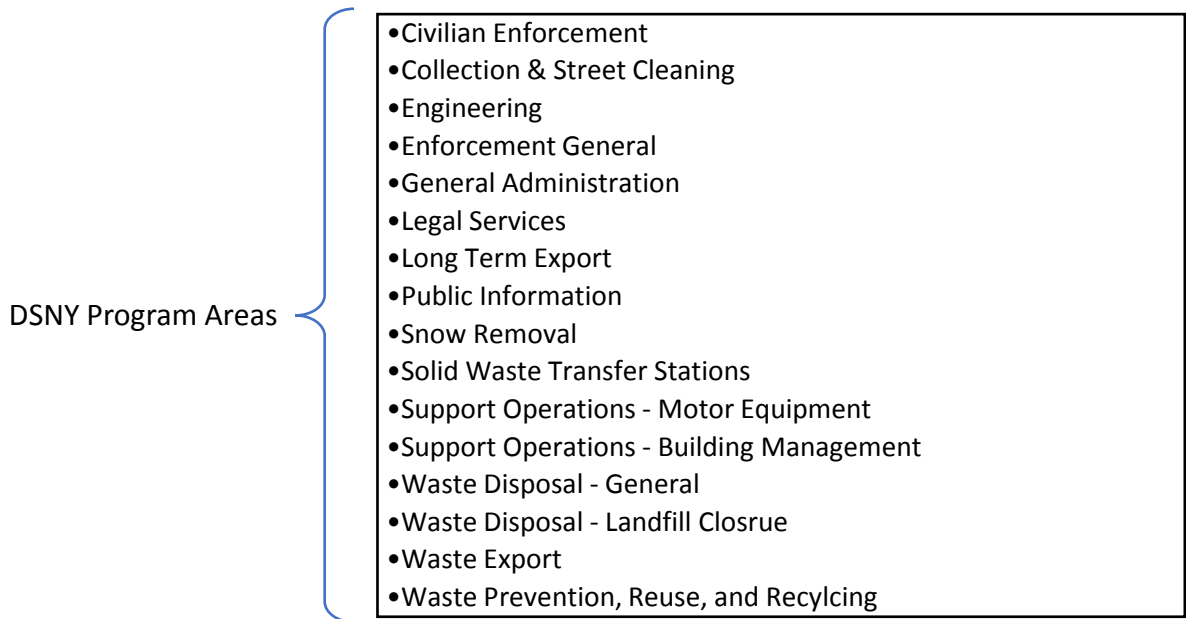 •Civilian Enforcement
•Collection & Street Cleaning
•Engineering
•Enforcement General
•General Administration
•Legal Services
•Long Term Export
DSNY Program Areas
•Public Information
•Snow Removal
•Solid Waste Transfer Stations
•Support Operations - Motor Equipment
•Support Operations - Building Management
•Waste Disposal - General
•Waste Disposal - Landfill Closrue
•Waste Export
•Waste Prevention, Reuse, and Recylcing